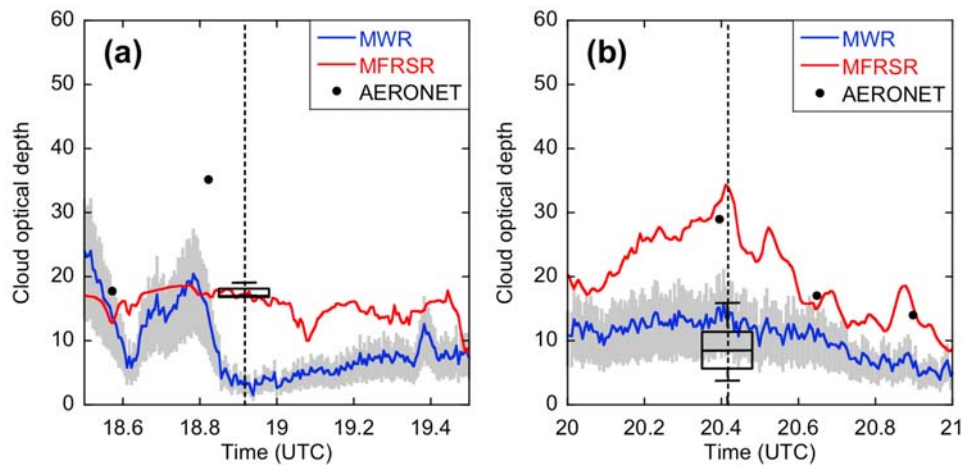 (a)
MWR
MFRSR
AERONET
Cloud optical depth
60
50
40
30
20
10
0
18.6 18.8 19 19.2 19.4
Time (UTC)
(b)
MWR
MFRSR
AERONET
Cloud optical depth
60
50
40
30
20
10
0
20 20.2 20.4 20.6 20.8 21
Time (UTC)